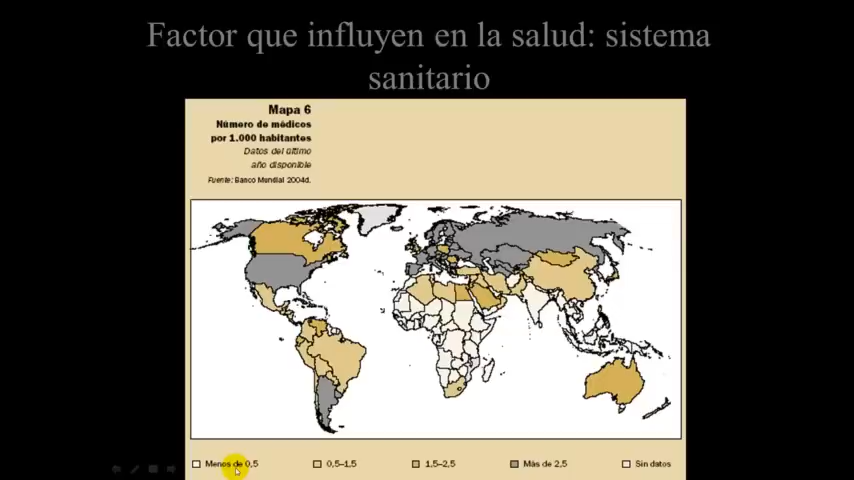 Factor que influyen en la salud: sistema
sanitario
Mapa 6
Número de médicos
por 1.000 habitantes
Datos del último
año disponible
Fuente: Banco Mundial 2004d.
Menos de 0,5
0,5–1,5
1,5–2,5
Más de 2,5
Sin datos